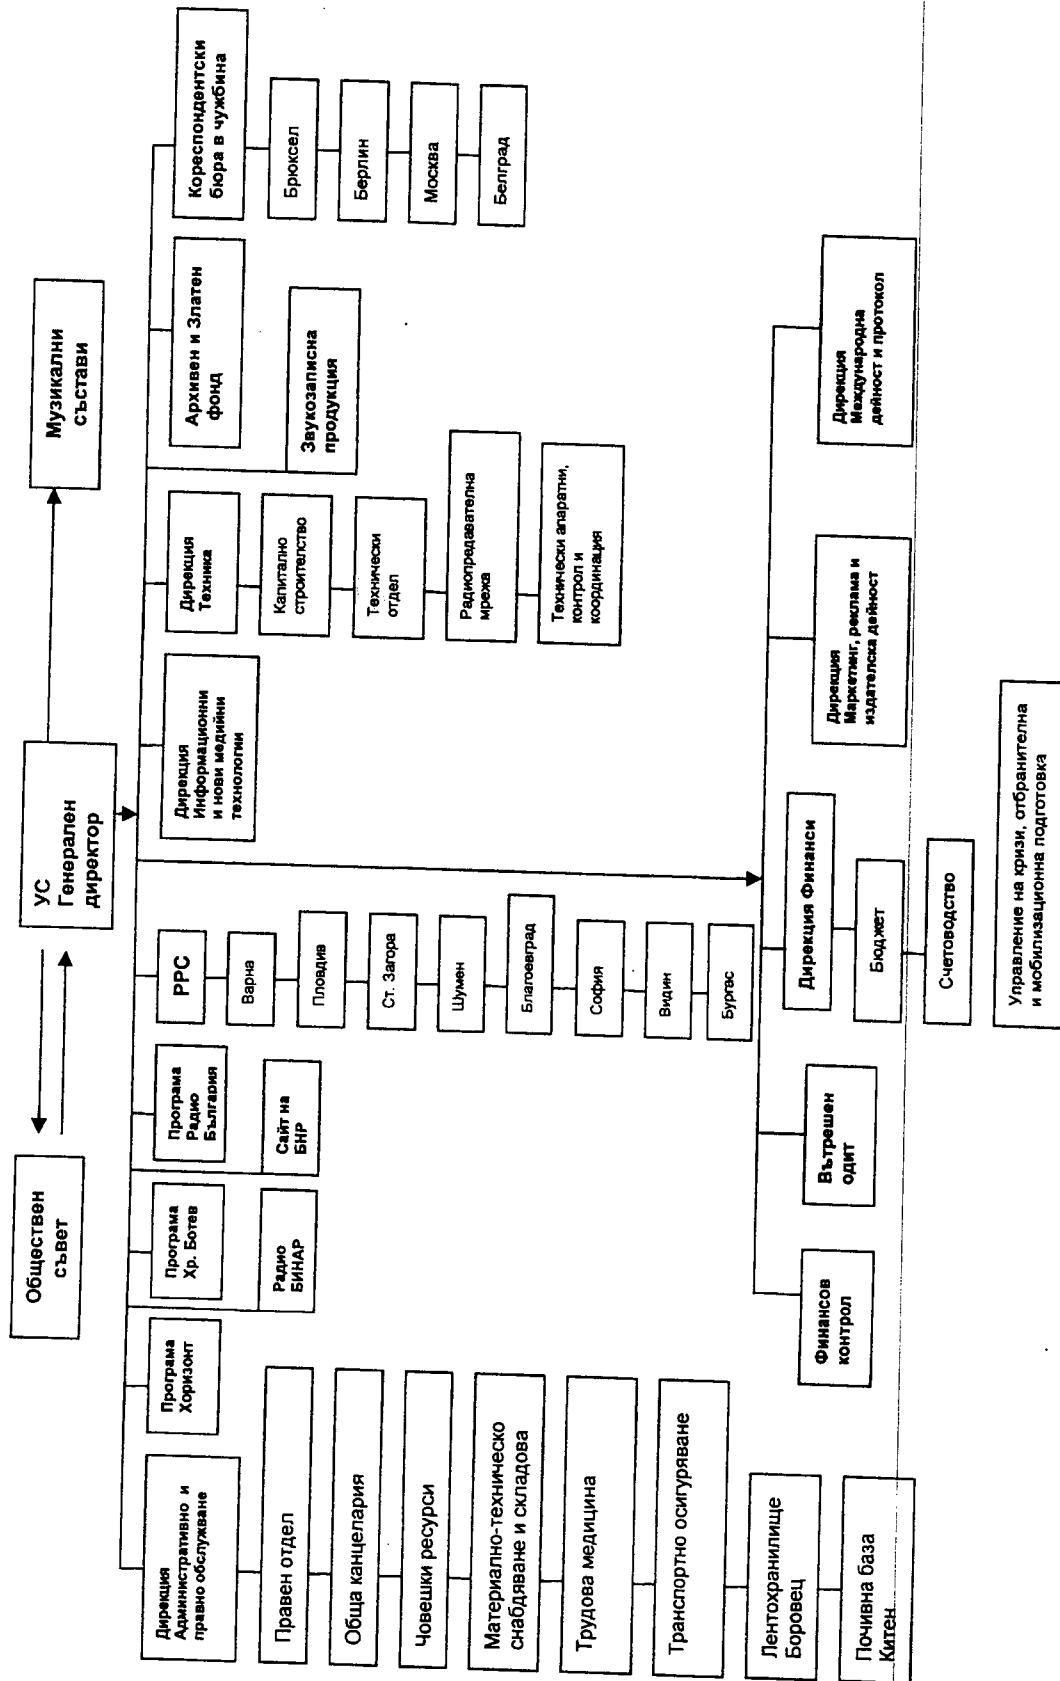 УС
Генерален
директор
Обществен
съвет
Музикални
състави
Дирекция
Административно и
правно обслужване
Правен отдел
Обща канцелария
Човешки ресурси
Материално-техническо
снабдяване и складова
Трудова медицина
Транспортно осигуряване
Лентохранилище
Боровец
Почивна база
Китен
Програма
Хоризонт
Програма
Хр. Ботев
Радио
БИНАР
Програма
Радио
България
Сайт на
БНР
РРС
Варна
Пловдив
Ст. Загора
Шумен
Благоевград
София
Видин
Бургас
Дирекция
Информационни
и нови медийни
технологии
Дирекция
Техника
Капитално
строителство
Технически
отдел
Радиопредавателна
мрежа
Технически апаратни,
контрол и
координация
Архивен и Златен
фонд
Звукозаписна
продукция
Кореспондентски
бюра в чужбина
Брюксел
Берлин
Москва
Белград
Финансов
контрол
Вътрешен
одит
Дирекция Финанси
Бюджет
Счетоводство
Дирекция
Маркетинг, реклама и
издателска дейност
Дирекция
Международна
дейност и протокол
Управление на кризи, отбранителна
и мобилизационна подготовка